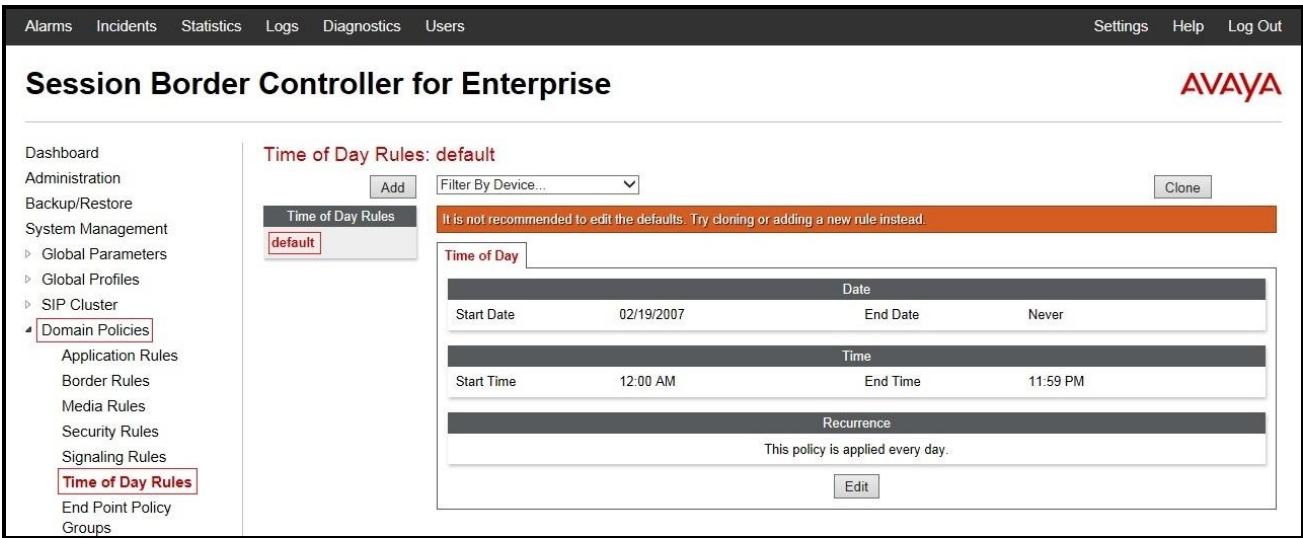 Alarms Incidents Statistics Logs Diagnostics Users Settings Help Log Out
Session Border Controller for Enterprise
AVAYA
Dashboard
Administration
Backup/Restore
System Management
Global Parameters
Global Profiles
SIP Cluster
Domain Policies
Application Rules
Border Rules
Media Rules
Security Rules
Signaling Rules
Time of Day Rules
End Point Policy
Groups
Time of Day Rules: default
Add
Filter By Device...
Clone
Time of Day Rules
default
It is not recommended to edit the defaults. Try cloning or adding a new rule instead.
Time of Day
Date
Start Date 02/19/2007 End Date Never
Time
Start Time 12:00 AM End Time 11:59 PM
Recurrence
This policy is applied every day.
Edit